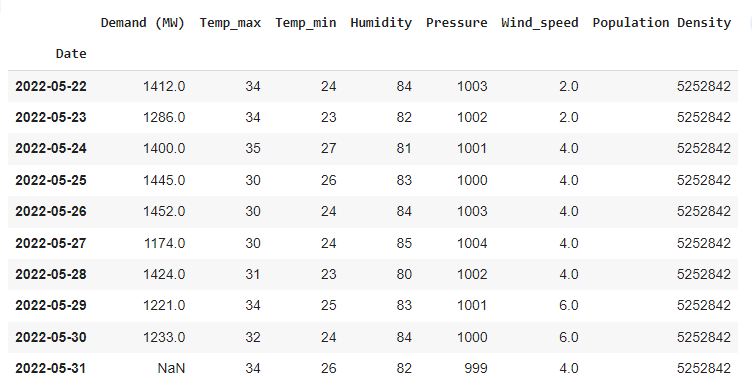 Demand (MW) Temp_max Temp_min Humidity Pressure Wind_speed Population Density
Date
2022-05-22 1412.0 34 24 84 1003 2.0 5252842
2022-05-23 1286.0 34 23 82 1002 2.0 5252842
2022-05-24 1400.0 35 27 81 1001 4.0 5252842
2022-05-25 1445.0 30 26 83 1000 4.0 5252842
2022-05-26 1452.0 30 24 84 1003 4.0 5252842
2022-05-27 1174.0 30 24 85 1004 4.0 5252842
2022-05-28 1424.0 31 23 80 1002 4.0 5252842
2022-05-29 1221.0 34 25 83 1001 6.0 5252842
2022-05-30 1233.0 32 24 84 1000 6.0 5252842
2022-05-31 NaN 34 26 82 999 4.0 5252842